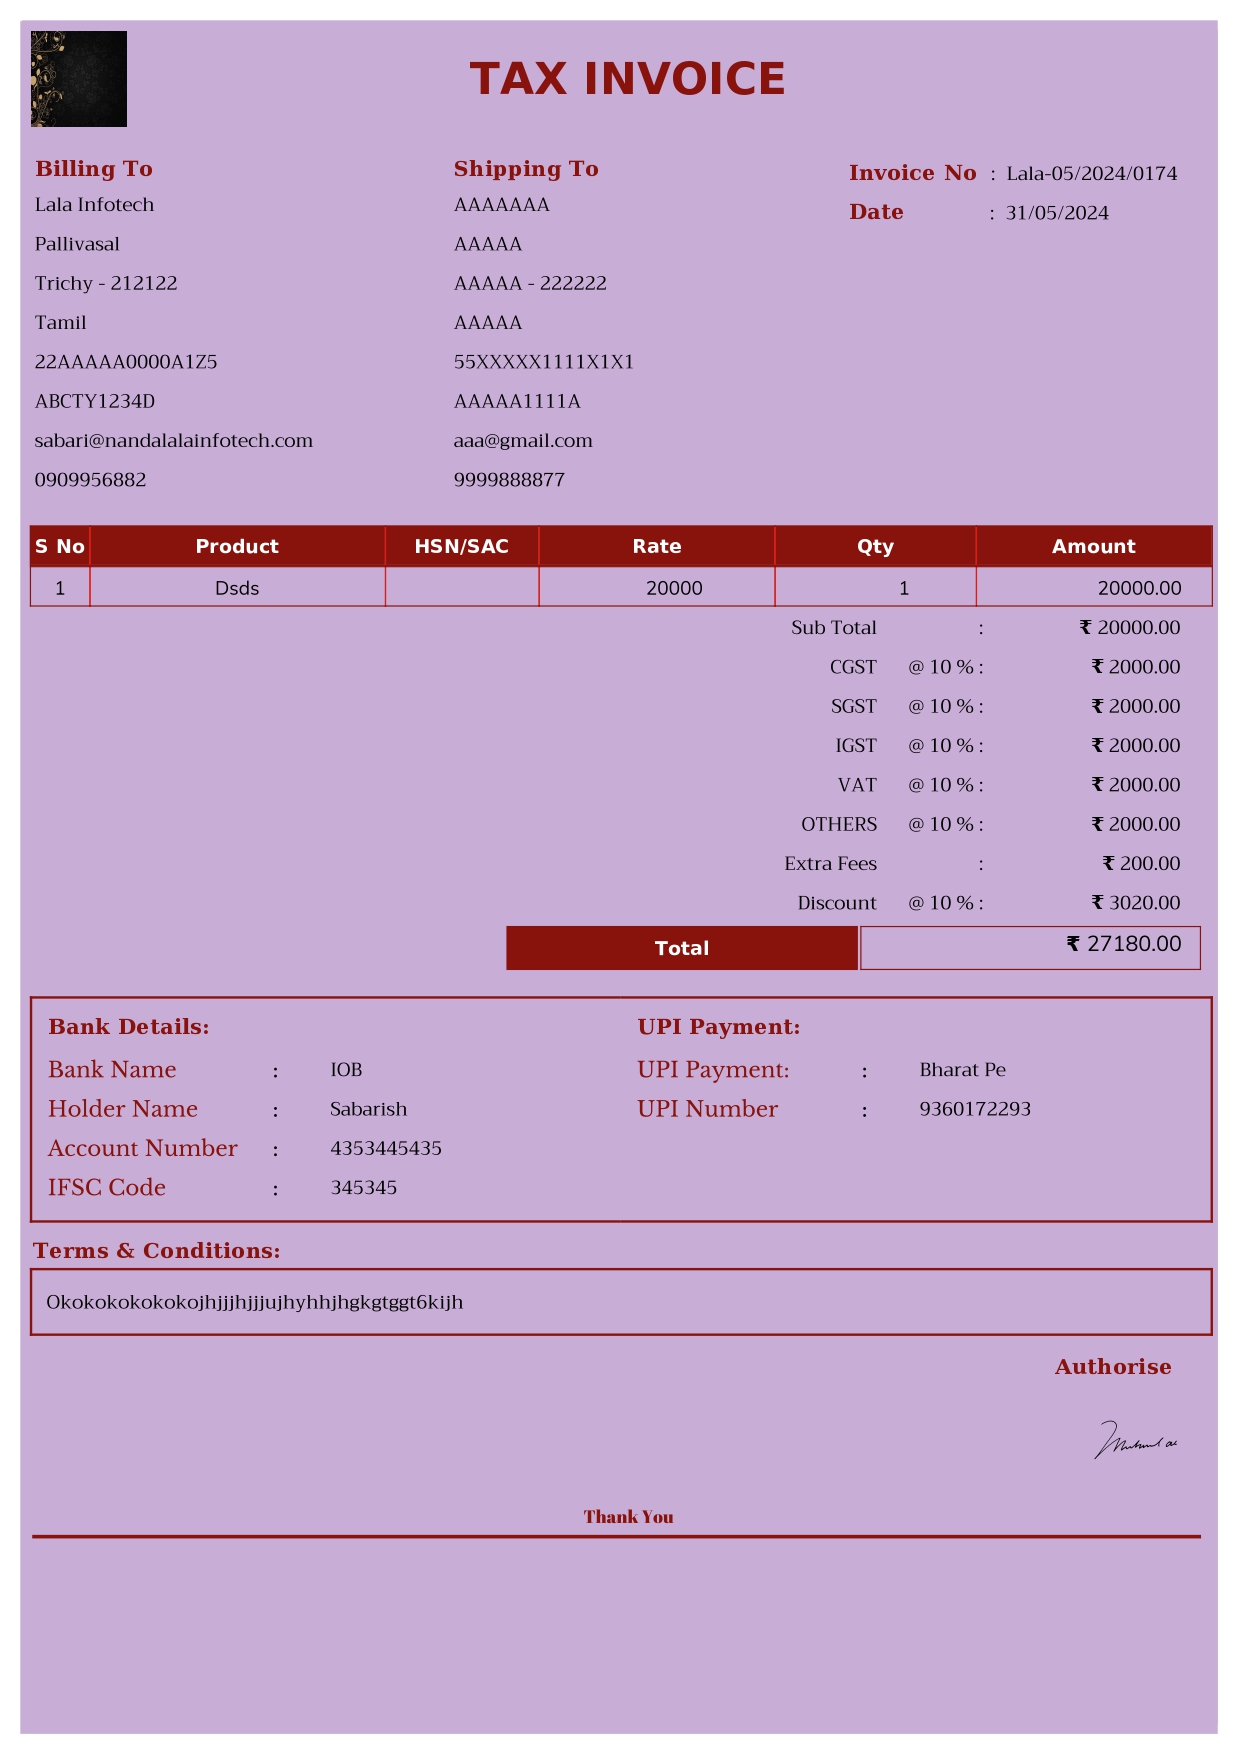 TAX INVOICE
Billing To
Lala Infotech
Pallivasal
Trichy - 212122
Tamil
22AAAAA0000A1Z5
ABCTY1234D
sabari@nandalalainfotech.com
0909956882
Shipping To
AAAAAAA
AAAAA
AAAAA - 222222
AAAAA
55XXXXX1111X1X1
AAAAA1111A
aaa@gmail.com
9999888877
Invoice No : Lala-05/2024/0174
Date : 31/05/2024
S No Product HSN/SAC Rate Qty Amount
1 Dsds 20000 1 20000.00
Sub Total : ₹ 20000.00
CGST @ 10 % : ₹ 2000.00
SGST @ 10 % : ₹ 2000.00
IGST @ 10 % : ₹ 2000.00
VAT @ 10 % : ₹ 2000.00
OTHERS @ 10 % : ₹ 2000.00
Extra Fees : ₹ 200.00
Discount @ 10 % : ₹ 3020.00
Total ₹ 27180.00
Bank Details:
Bank Name : IOB
Holder Name : Sabarish
Account Number : 4353445435
IFSC Code : 345345
UPI Payment:
UPI Payment: : Bharat Pe
UPI Number : 9360172293
Terms & Conditions:
Okokokokokokojhjjjhjjjujhyhhjhgkgtggt6kijh
Authorise
Thank You